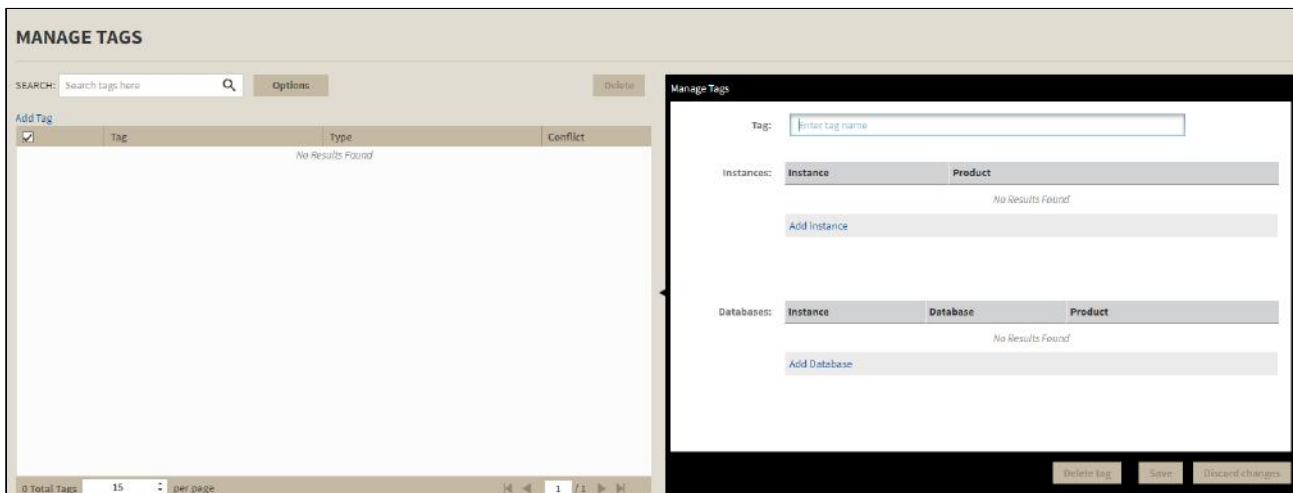 MANAGE TAGS
SEARCH: Search tags here Options Delete
Add Tag
Tag Type Conflict
No Results Found
0 Total Tags 15 per page 1 / 1
Manage Tags
Tag: Enter tag name
Instances: Instance Product
No Results Found
Add Instance
Databases: Instance Database Product
No Results Found
Add Database
Delete tag Save Discard changes